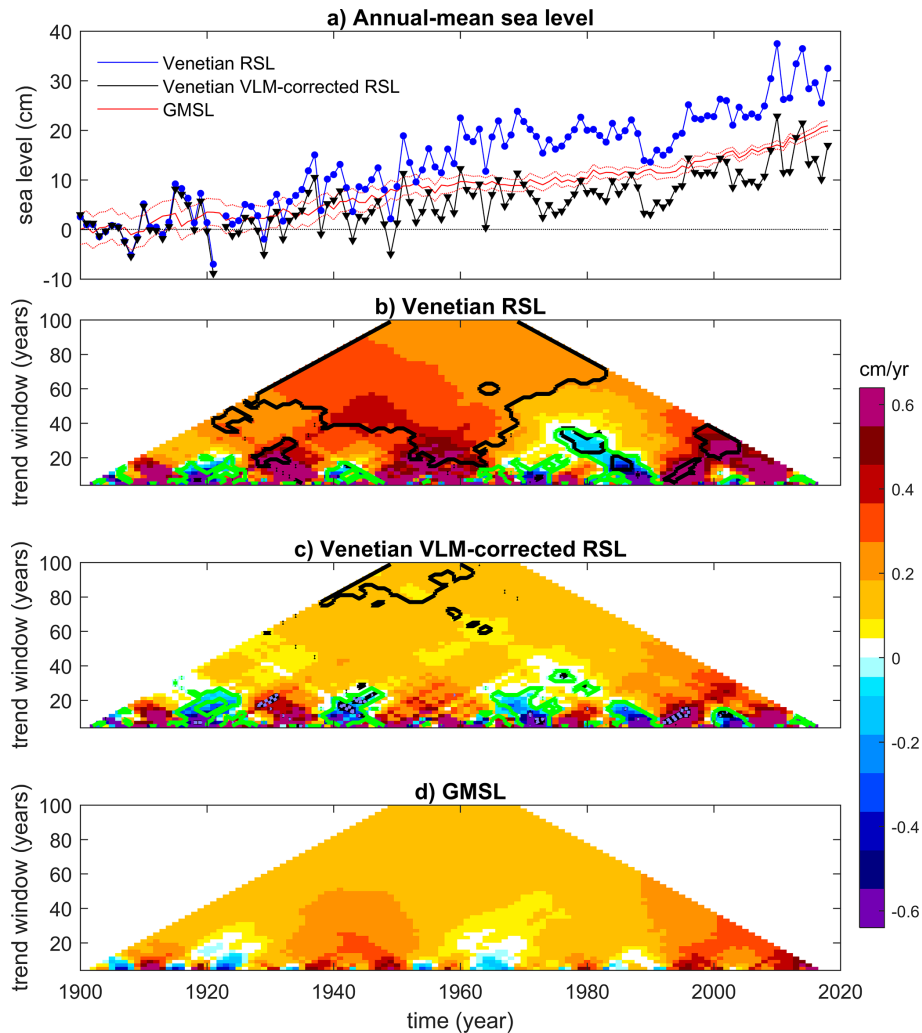 a) Annual-mean sea level
40
30
20
10
0
-10
sea level (cm)
Venetian RSL
Venetian VLM-corrected RSL
GMSL
b) Venetian RSL
100
80
60
40
20
trend window (years)
c) Venetian VLM-corrected RSL
100
80
60
40
20
trend window (years)
d) GMSL
100
80
60
40
20
trend window (years)
1900 1920 1940 1960 1980 2000 2020
time (year)
cm/yr
0.6
0.4
0.2
0
-0.2
-0.4
-0.6